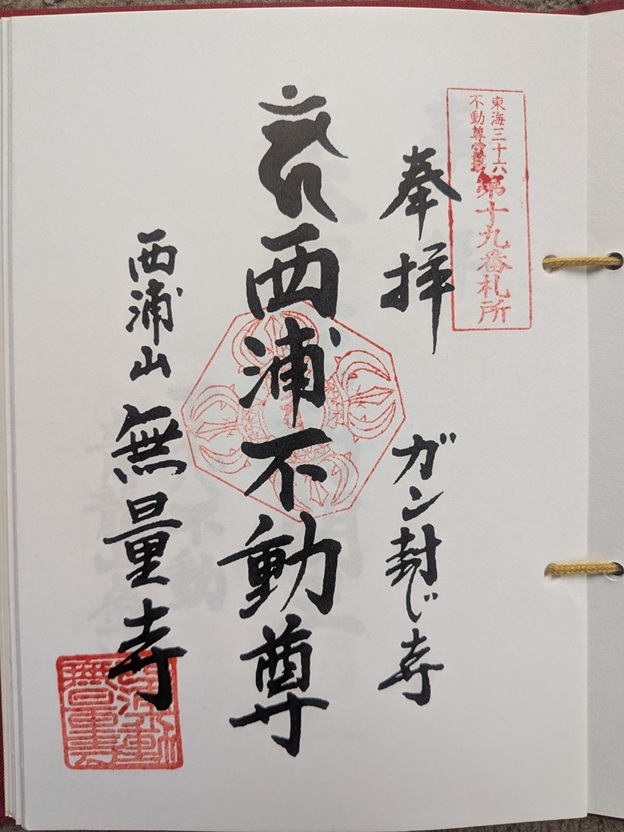 東海三十六
不動尊霊場
第十九番札所
奉拝
ガン封じ寺
西浦不動尊
西浦山 無量寺